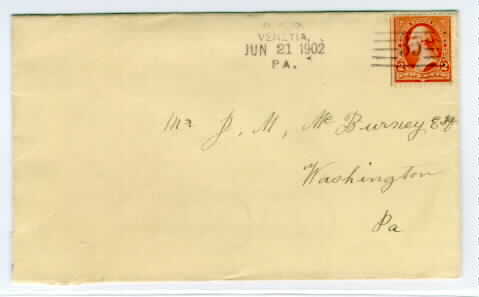 VENETIA,
JUN 21 1902
PA.
Mr J. M. McBurney Esq
Washington
Pa